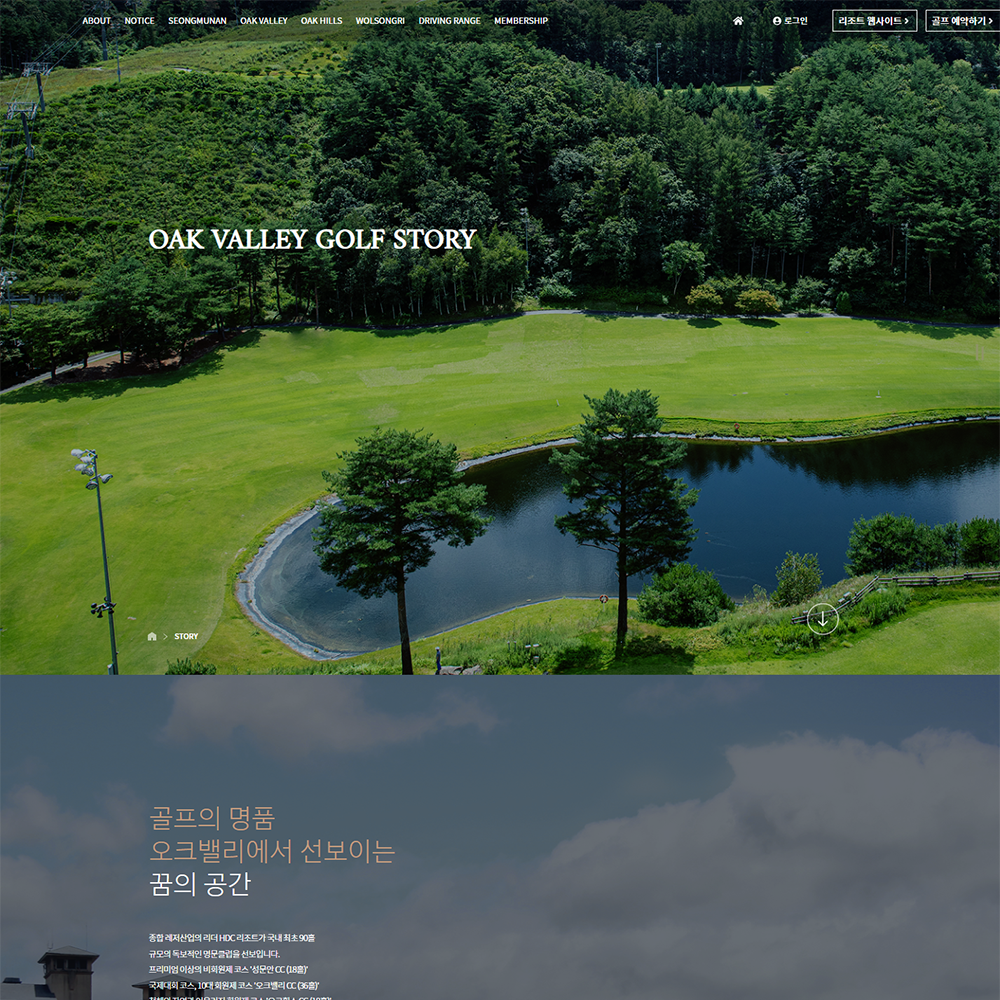 ABOUT NOTICE SEONGMUNAN OAK VALLEY OAK HILLS WOLSONGRI DRIVING RANGE MEMBERSHIP 로그인 리조트 웹사이트 골프 예약하기
OAK VALLEY GOLF STORY
STORY
골프의 명품
오크밸리에서 선보이는
꿈의 공간
종합 레저산업의 리더 HDC 리조트가 국내 최초 90홀
규모의 독보적인 명문클럽을 선보입니다.
프리미엄 이상의 비회원제 코스 '성문안 CC (18홀)'
국제대회 코스, 10대 회원제 코스 '오크밸리 CC (36홀)'